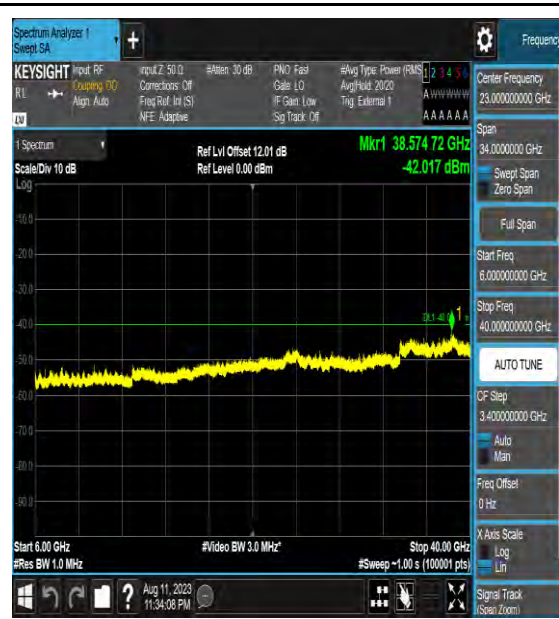 Spectrum Analyzer 1
Swept SA
+
Frequency
KEYSIGHT
Input: RF
Coupling: DC
Align: Auto
Input Z: 50 Ω
Corrections: Off
Freq Ref: Int (S)
NFE: Adaptive
#Atten: 30 dB
PNO: Fast
Gate: LO
IF Gain: Low
Sig Track: Off
#Avg Type: Power (RMS
Avg|Hold: 20/20
Trig: External 1
1 2 3 4 5 6
A W W W W W
A A A A A A
RL
LXI
1 Spectrum
Scale/Div 10 dB
Log
Ref Lvl Offset 12.01 dB
Ref Level 0.00 dBm
Mkr1 38.574 72 GHz
-42.017 dBm
-10.0
-20.0
-30.0
-40.0
-50.0
-60.0
-70.0
-80.0
-90.0
1
Start 6.00 GHz
#Res BW 1.0 MHz
#Video BW 3.0 MHz*
Stop 40.00 GHz
#Sweep ~1.00 s (100001 pts)
Aug 11, 2023
11:34:08 PM
?
Center Frequency
23.000000000 GHz
Span
34.0000000 GHz
Swept Span
Zero Span
Full Span
Start Freq
6.000000000 GHz
Stop Freq
40.000000000 GHz
AUTO TUNE
CF Step
3.400000000 GHz
Auto
Man
Freq Offset
0 Hz
X Axis Scale
Log
Lin
Signal Track
(Span Zoom)